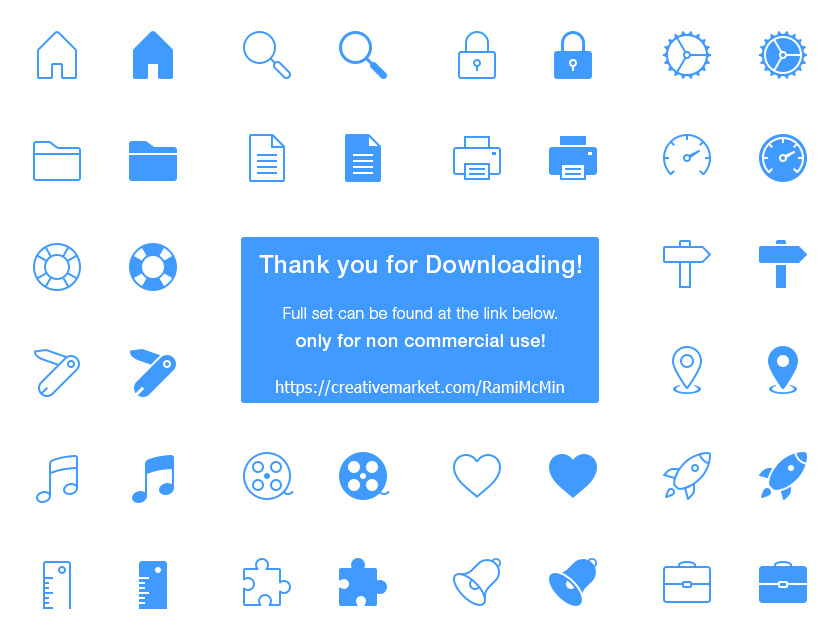 Thank you for Downloading!
Full set can be found at the link below.
only for non commercial use!
https://creativemarket.com/RamiMcMin